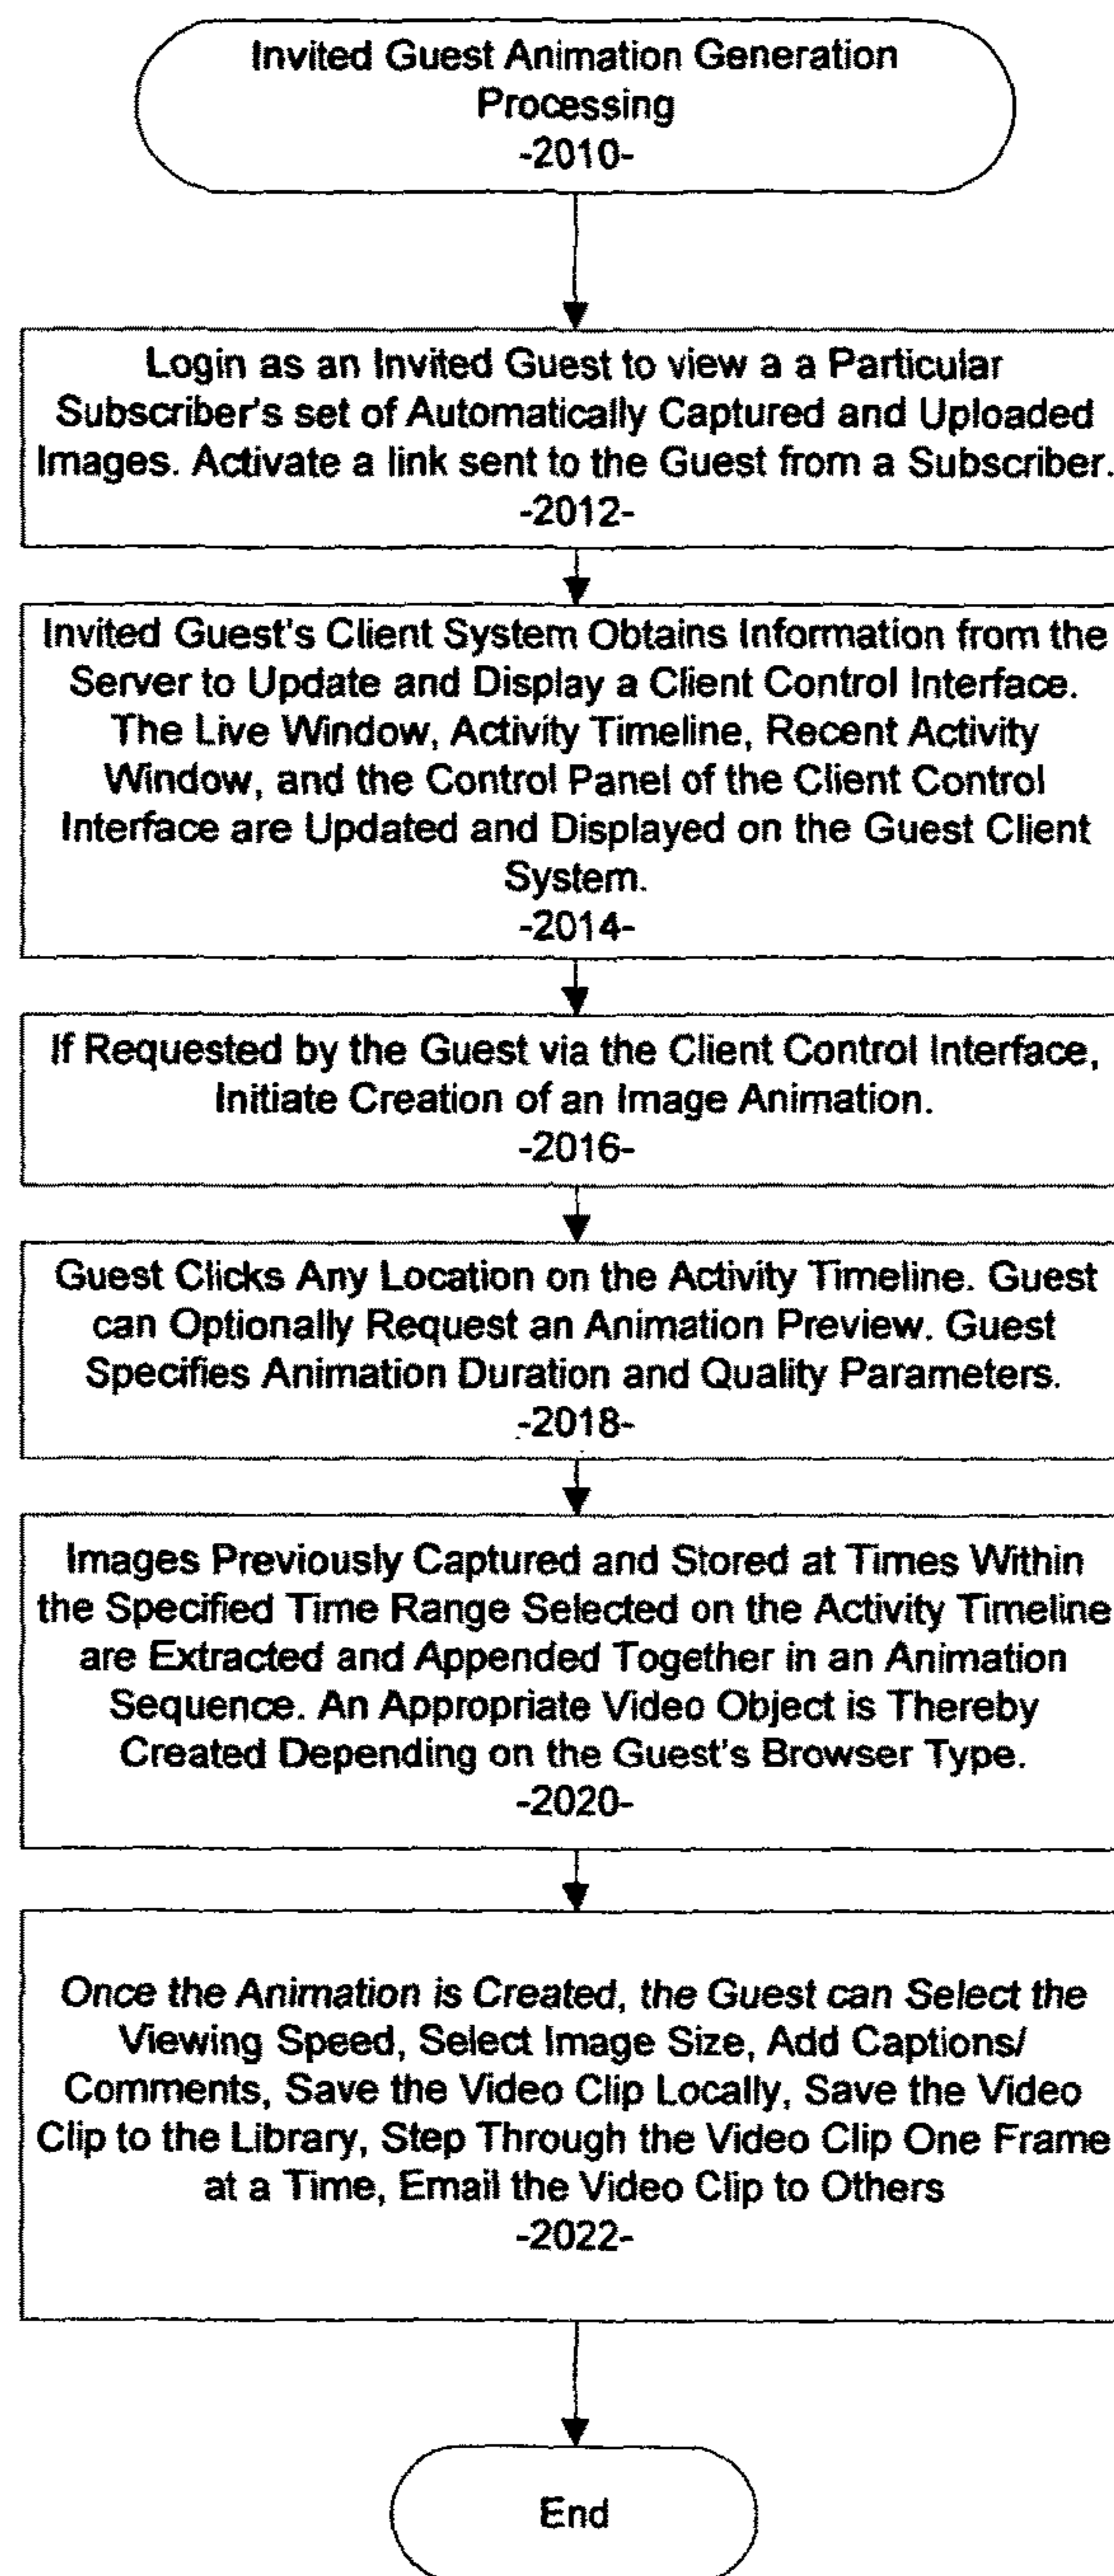 Invited Guest Animation Generation
Processing
-2010-
Login as an Invited Guest to view a a Particular
Subscriber's set of Automatically Captured and Uploaded
Images. Activate a link sent to the Guest from a Subscriber.
-2012-
Invited Guest's Client System Obtains Information from the
Server to Update and Display a Client Control Interface.
The Live Window, Activity Timeline, Recent Activity
Window, and the Control Panel of the Client Control
Interface are Updated and Displayed on the Guest Client
System.
-2014-
If Requested by the Guest via the Client Control Interface,
Initiate Creation of an Image Animation.
-2016-
Guest Clicks Any Location on the Activity Timeline. Guest
can Optionally Request an Animation Preview. Guest
Specifies Animation Duration and Quality Parameters.
-2018-
Images Previously Captured and Stored at Times Within
the Specified Time Range Selected on the Activity Timeline
are Extracted and Appended Together in an Animation
Sequence. An Appropriate Video Object is Thereby
Created Depending on the Guest's Browser Type.
-2020-
Once the Animation is Created, the Guest can Select the
Viewing Speed, Select Image Size, Add Captions/
Comments, Save the Video Clip Locally, Save the Video
Clip to the Library, Step Through the Video Clip One Frame
at a Time, Email the Video Clip to Others
-2022-
End